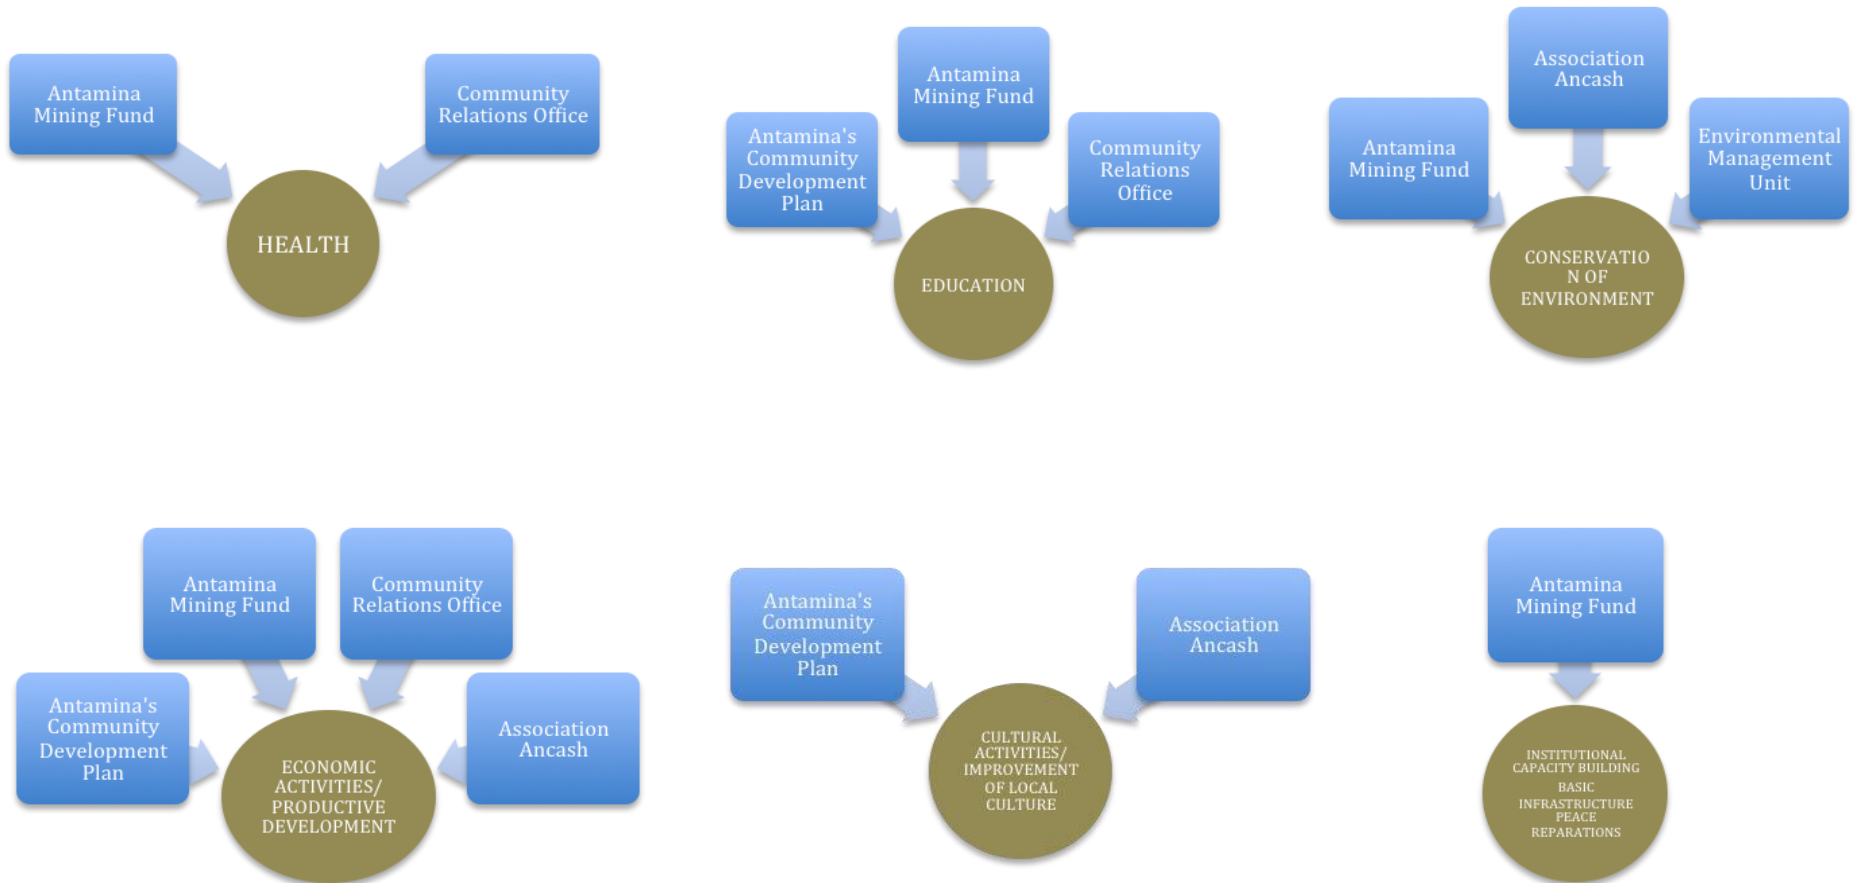 Antamina
Mining Fund
Community
Relations Office
HEALTH
Antamina's
Community
Development
Plan
Antamina
Mining Fund
Community
Relations
Office
EDUCATION
Antamina
Mining Fund
Association
Ancash
Environmental
Management
Unit
CONSERVATIO
N OF
ENVIRONMENT
Antamina's
Community
Development
Plan
Antamina
Mining Fund
Community
Relations Office
Association
Ancash
ECONOMIC
ACTIVITIES/
PRODUCTIVE
DEVELOPMENT
Antamina's
Community
Development
Plan
Association
Ancash
CULTURAL
ACTIVITIES/
IMPROVEMENT
OF LOCAL
CULTURE
Antamina
Mining Fund
INSTITUTIONAL
CAPACITY BUILDING
BASIC
INFRASTRUCTURE
PEACE
REPARATIONS